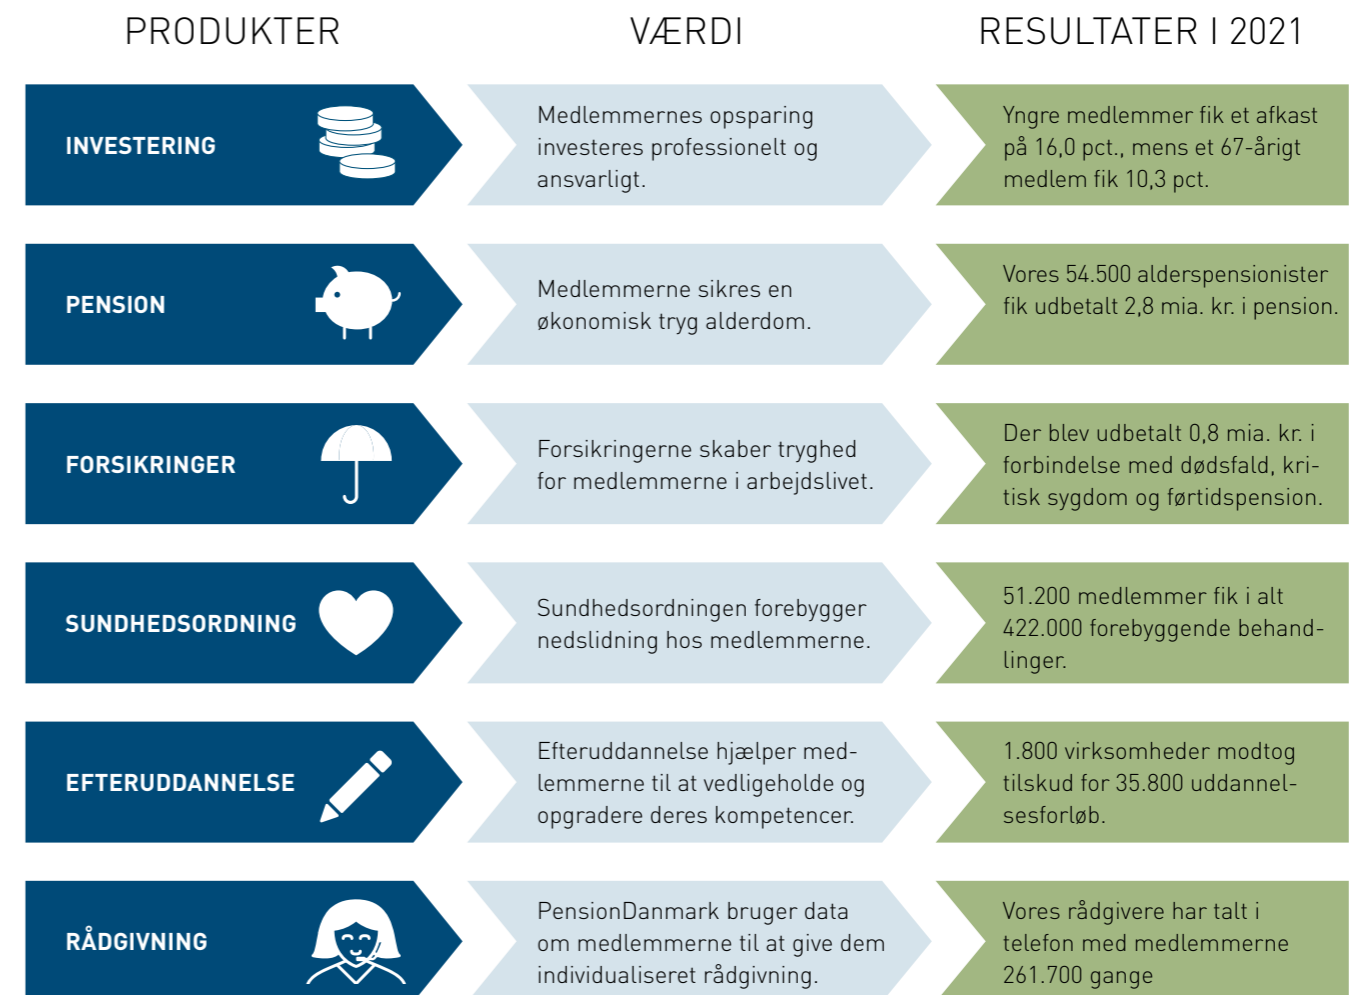 PRODUKTER
VÆRDI
RESULTATER I 2021
INVESTERING
Medlemmernes opsparing
investeres professionelt og
ansvarligt.
Yngre medlemmer fik et afkast
på 16,0 pct., mens et 67-årigt
medlem fik 10,3 pct.
PENSION
Medlemmerne sikres en
økonomisk tryg alderdom.
Vores 54.500 alderspensionister
fik udbetalt 2,8 mia. kr. i pension.
FORSIKRINGER
Forsikringerne skaber tryghed
for medlemmerne i arbejdslivet.
Der blev udbetalt 0,8 mia. kr. i
forbindelse med dødsfald, kri-
tisk sygdom og førtidspension.
SUNDHEDSORDNING
Sundhedsordningen forebygger
nedslidning hos medlemmerne.
51.200 medlemmer fik i alt
422.000 forebyggende behand-
linger.
EFTERUDDANNELSE
Efteruddannelse hjælper med-
lemmerne til at vedligeholde og
opgradere deres kompetencer.
1.800 virksomheder modtog
tilskud for 35.800 uddannel-
sesforløb.
RÅDGIVNING
PensionDanmark bruger data
om medlemmerne til at give dem
individualiseret rådgivning.
Vores rådgivere har talt i
telefon med medlemmerne
261.700 gange